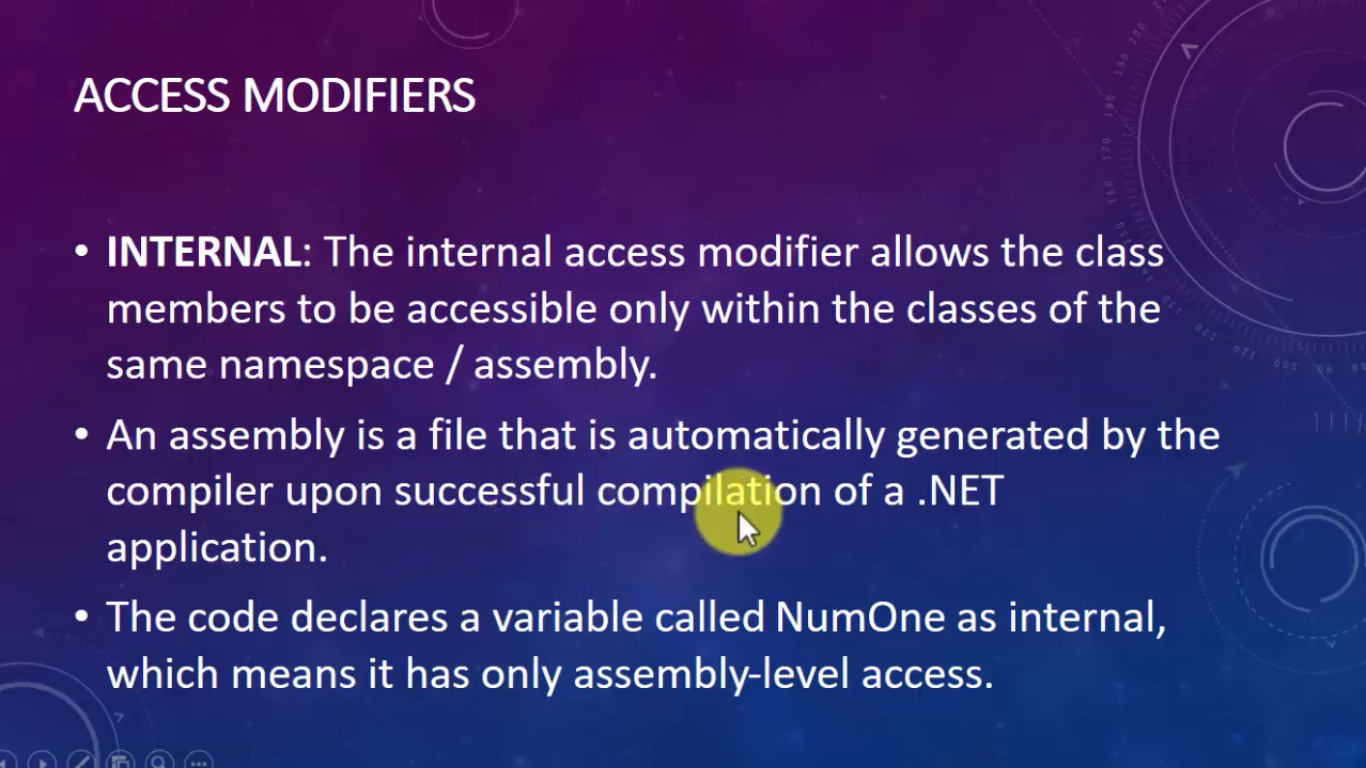 ACCESS MODIFIERS
• INTERNAL: The internal access modifier allows the class
members to be accessible only within the classes of the
same namespace / assembly.
• An assembly is a file that is automatically generated by the
compiler upon successful compilation of a .NET
application.
• The code declares a variable called NumOne as internal,
which means it has only assembly-level access.